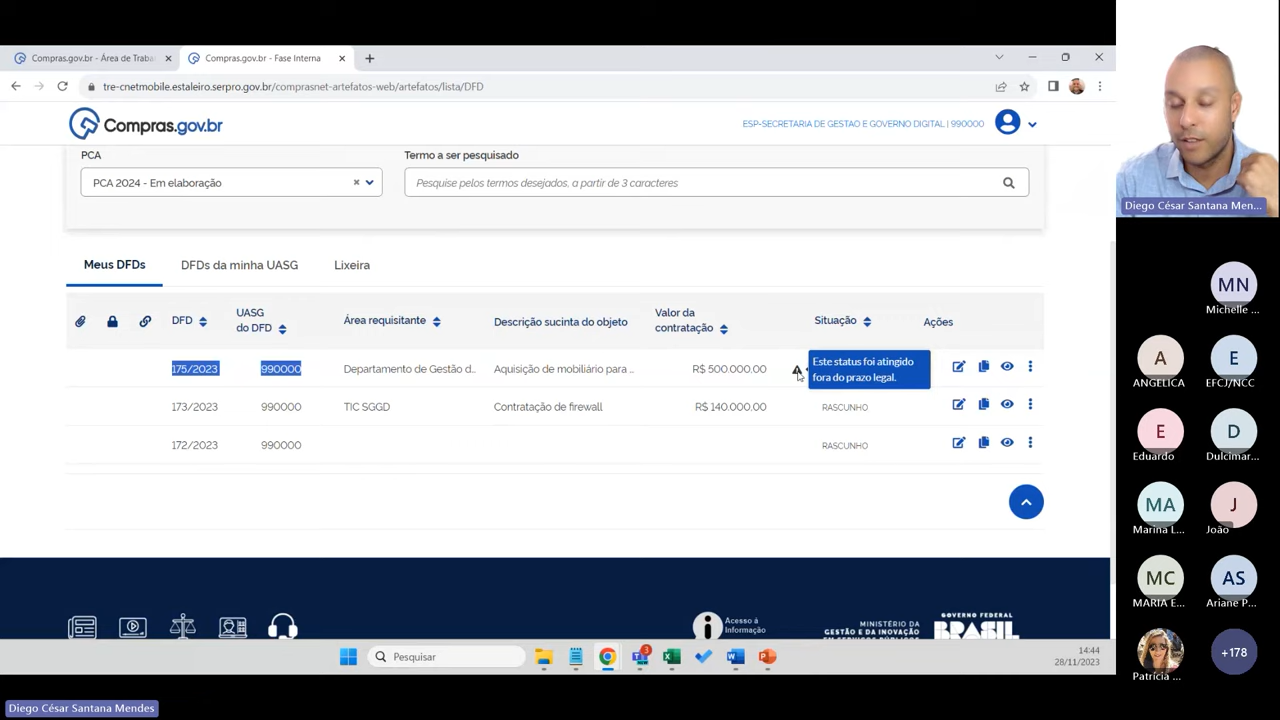 Compras.gov.br - Área de Traba
Compras.gov.br - Fase Interna
tre-cnetmobile.estaleiro.serpro.gov.br/comprasnet-artefatos-web/artefatos/lista/DFD
Compras.gov.br
ESP-SECRETARIA DE GESTAO E GOVERNO DIGITAL | 990000
PCA
Termo a ser pesquisado
PCA 2024 - Em elaboração
Pesquise pelos termos desejados, a partir de 3 caracteres
Meus DFDs
DFDs da minha UASG
Lixeira
DFD
UASG
do DFD
Área requisitante
Descrição sucinta do objeto
Valor da
contratação
Situação
Ações
175/2023 990000 Departamento de Gestão d... Aquisição de mobiliário para ... R$ 500.000,00
Este status foi atingido
fora do prazo legal.
173/2023 990000 TIC SGGD Contratação de firewall R$ 140.000,00 RASCUNHO
172/2023 990000 RASCUNHO
Acesso à
Informação
MINISTÉRIO DA
GESTÃO E DA INOVAÇÃO
EM SERVIÇOS PÚBLICOS
GOVERNO FEDERAL
BRASIL
Pesquisar
3
14:44
28/11/2023
Diego César Santana Men...
MN
Michelle ...
A
ANGELICA
E
EFCJ/NCC
E
Eduardo
D
Dulcimar...
MA
Marina L...
J
João
MC
MARIA E...
AS
Ariane P...
Patrícia ...
+178
Diego César Santana Mendes